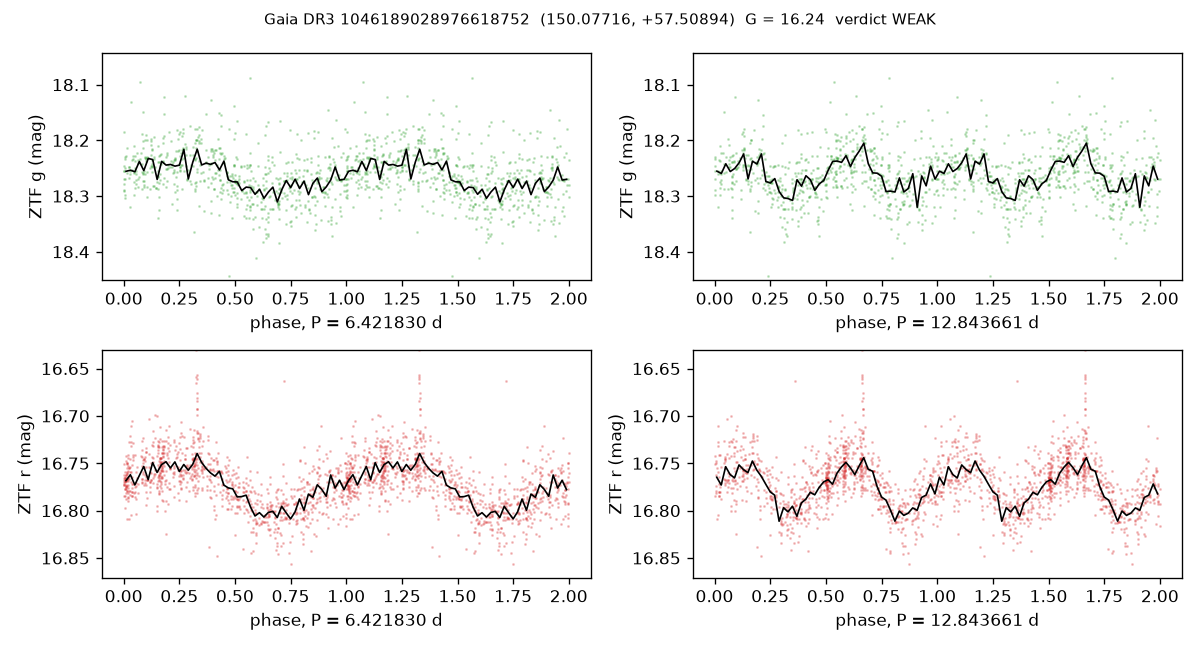 Gaia DR3 1046189028976618752 (150.07716, +57.50894) G = 16.24 verdict WEAK
18.1
18.2
18.3
18.4
ZTF g (mag)
0.00 0.25 0.50 0.75 1.00 1.25 1.50 1.75 2.00
phase, P = 6.421830 d
18.1
18.2
18.3
18.4
ZTF g (mag)
0.00 0.25 0.50 0.75 1.00 1.25 1.50 1.75 2.00
phase, P = 12.843661 d
16.65
16.70
16.75
16.80
16.85
ZTF r (mag)
0.00 0.25 0.50 0.75 1.00 1.25 1.50 1.75 2.00
phase, P = 6.421830 d
16.65
16.70
16.75
16.80
16.85
ZTF r (mag)
0.00 0.25 0.50 0.75 1.00 1.25 1.50 1.75 2.00
phase, P = 12.843661 d